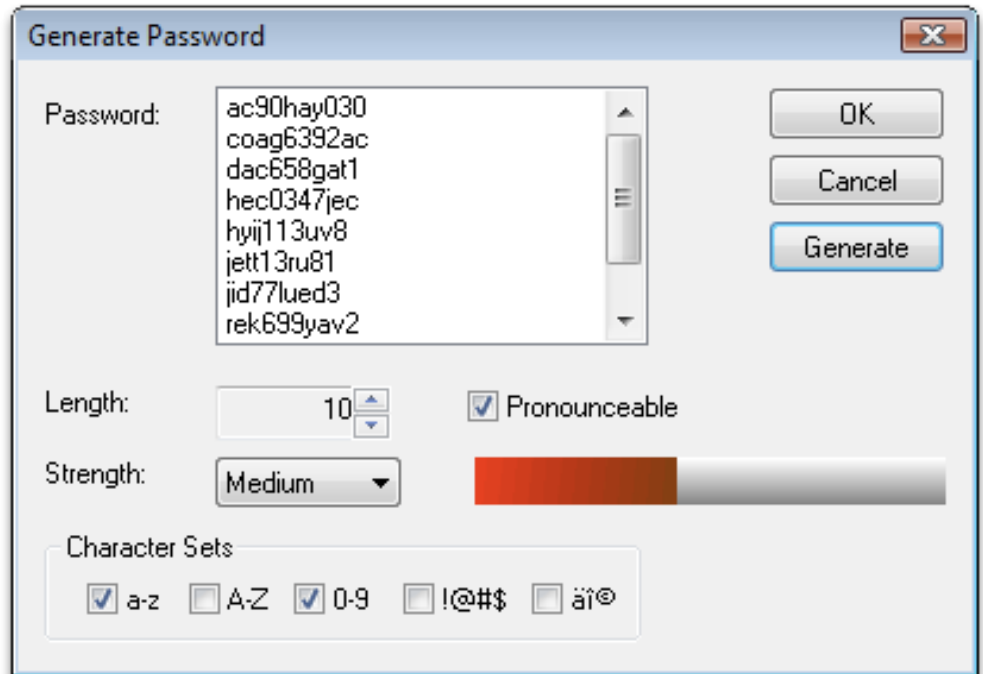 Generate Password
Password:
ac90hay030
coag6392ac
dac658gat1
hec0347jec
hyij113uv8
jett13ru81
jid77lued3
rek699yav2
OK
Cancel
Generate
Length:
10
Pronounceable
Strength:
Medium
Character Sets
a-z A-Z 0-9 !@#$ äî©